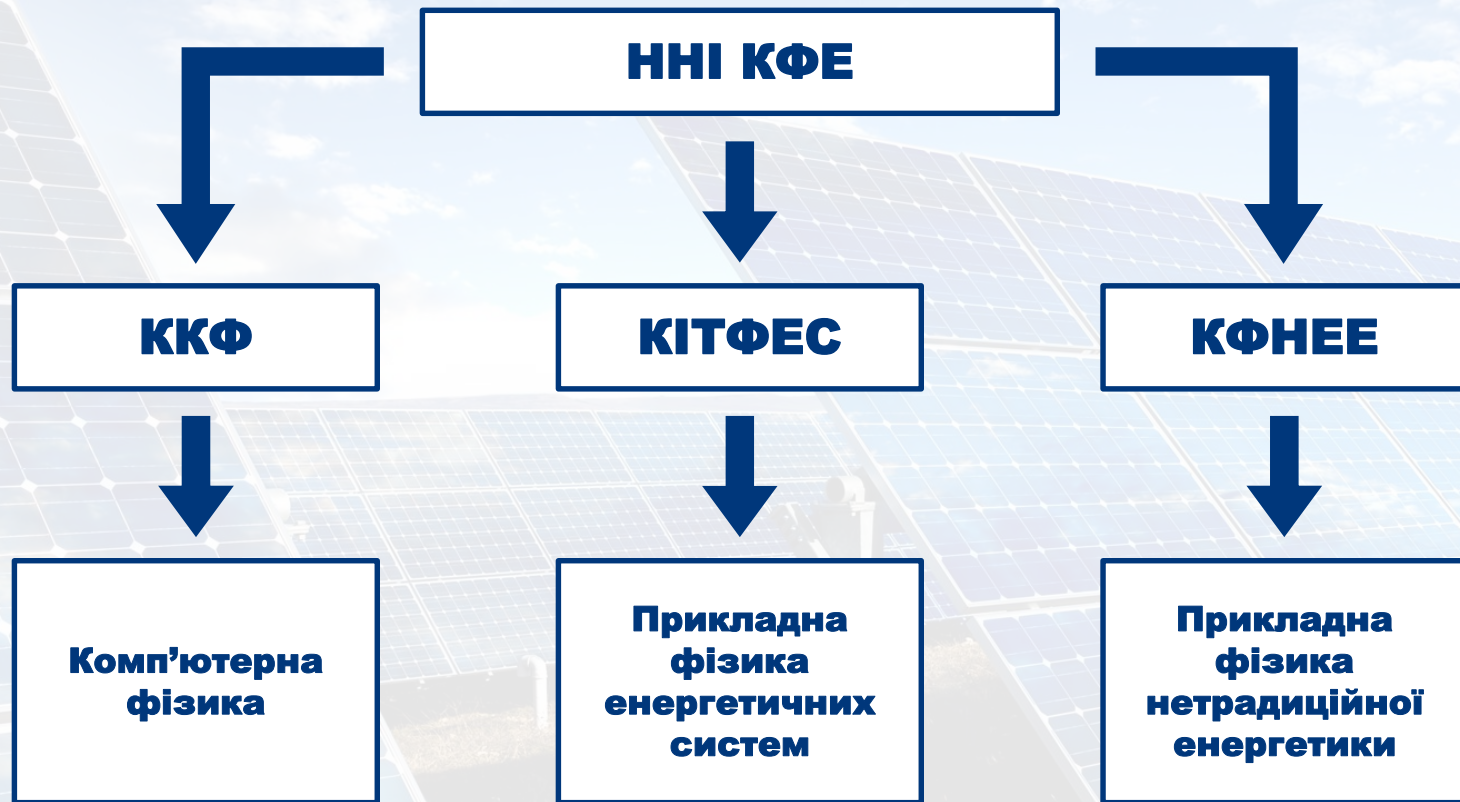 ННІ КФЕ
ККФ
КІТФЕС
КФНЕЕ
Комп’ютерна
фізика
Прикладна
фізика
енергетичних
систем
Прикладна
фізика
нетрадиційної
енергетики